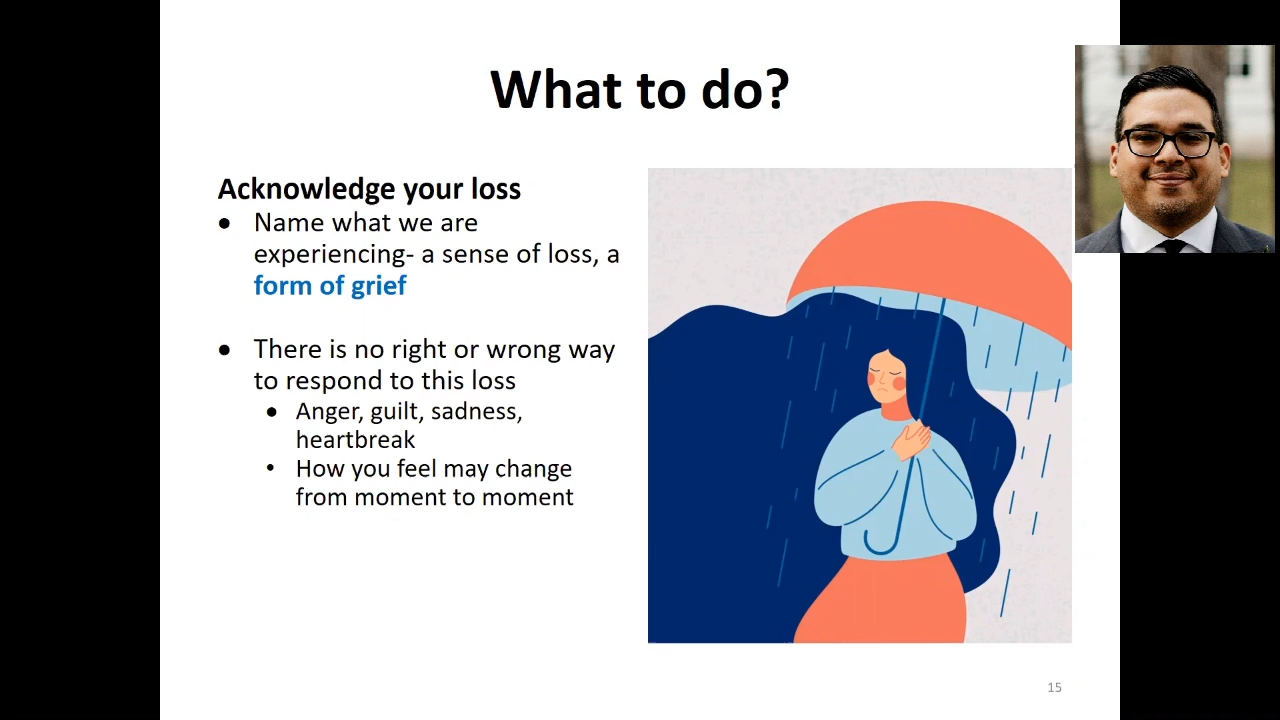 What to do?
Acknowledge your loss
● Name what we are
experiencing- a sense of loss, a
form of grief
● There is no right or wrong way
to respond to this loss
● Anger, guilt, sadness,
heartbreak
• How you feel may change
from moment to moment
15